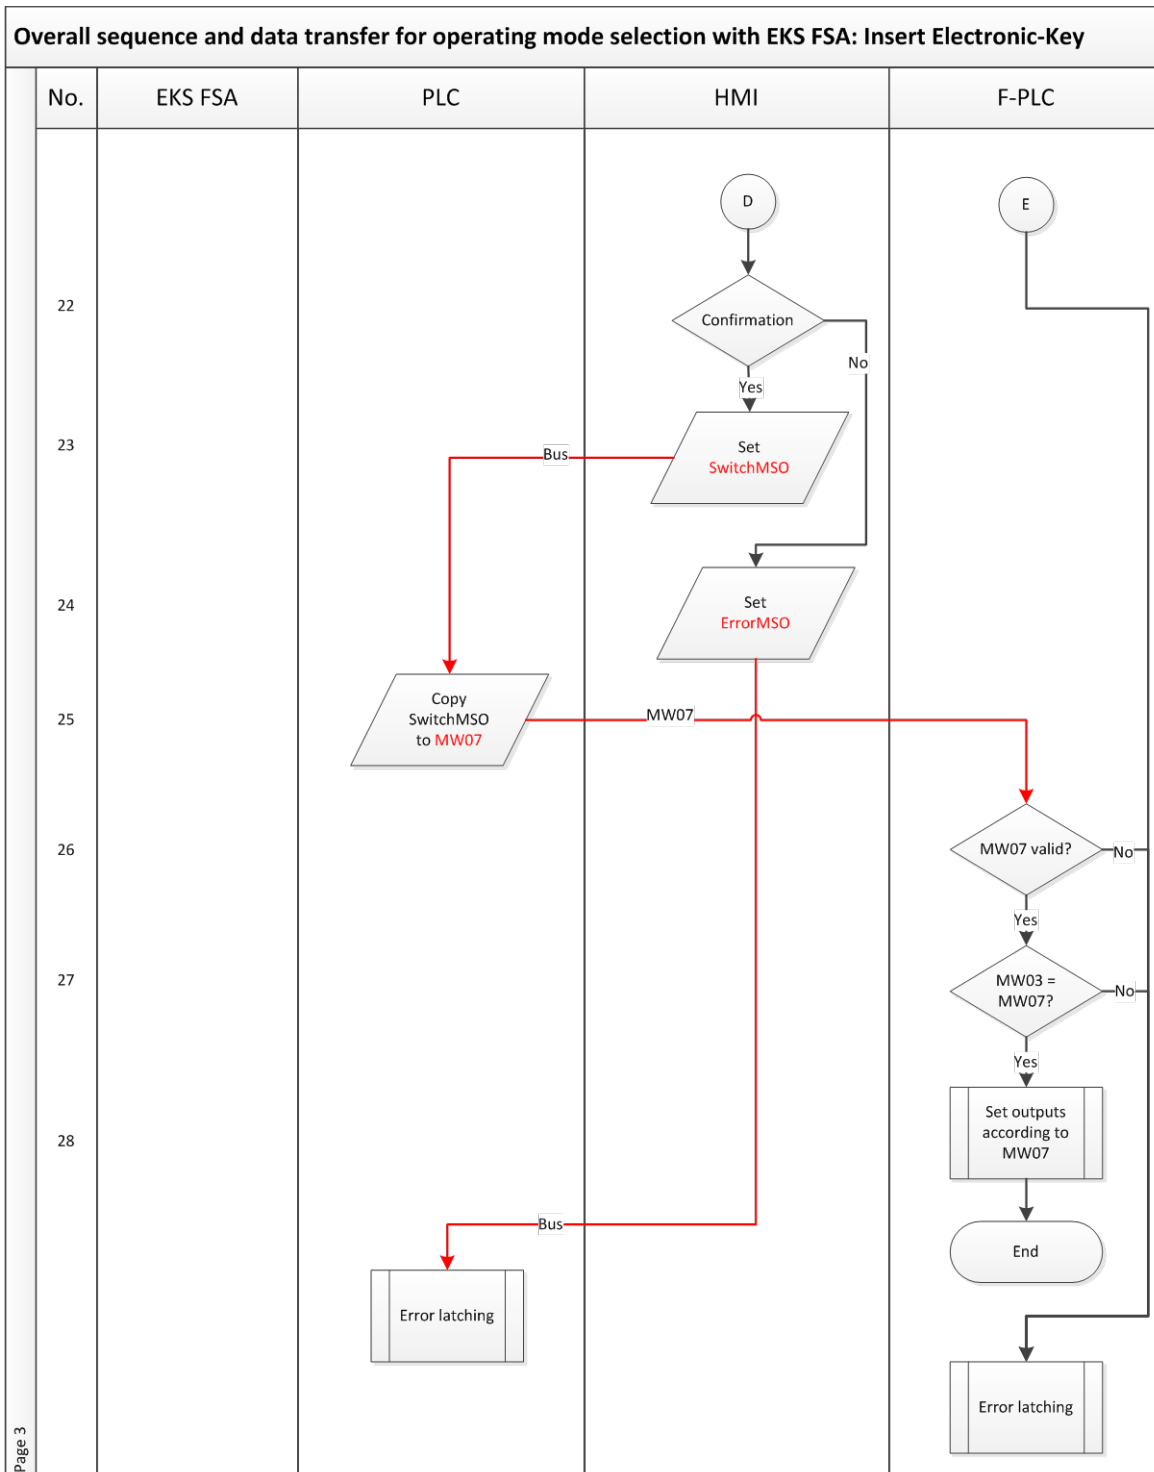 Overall sequence and data transfer for operating mode selection with EKS FSA: Insert Electronic-Key
No.
EKS FSA
PLC
HMI
F-PLC
D
E
22
Confirmation
No
Yes
23
Bus
Set
SwitchMSO
24
Set
ErrorMSO
25
Copy
SwitchMSO
to MW07
MW07
26
MW07 valid?
No
Yes
27
MW03 =
MW07?
No
Yes
28
Set outputs
according to
MW07
Bus
End
Error latching
Error latching
Page 3